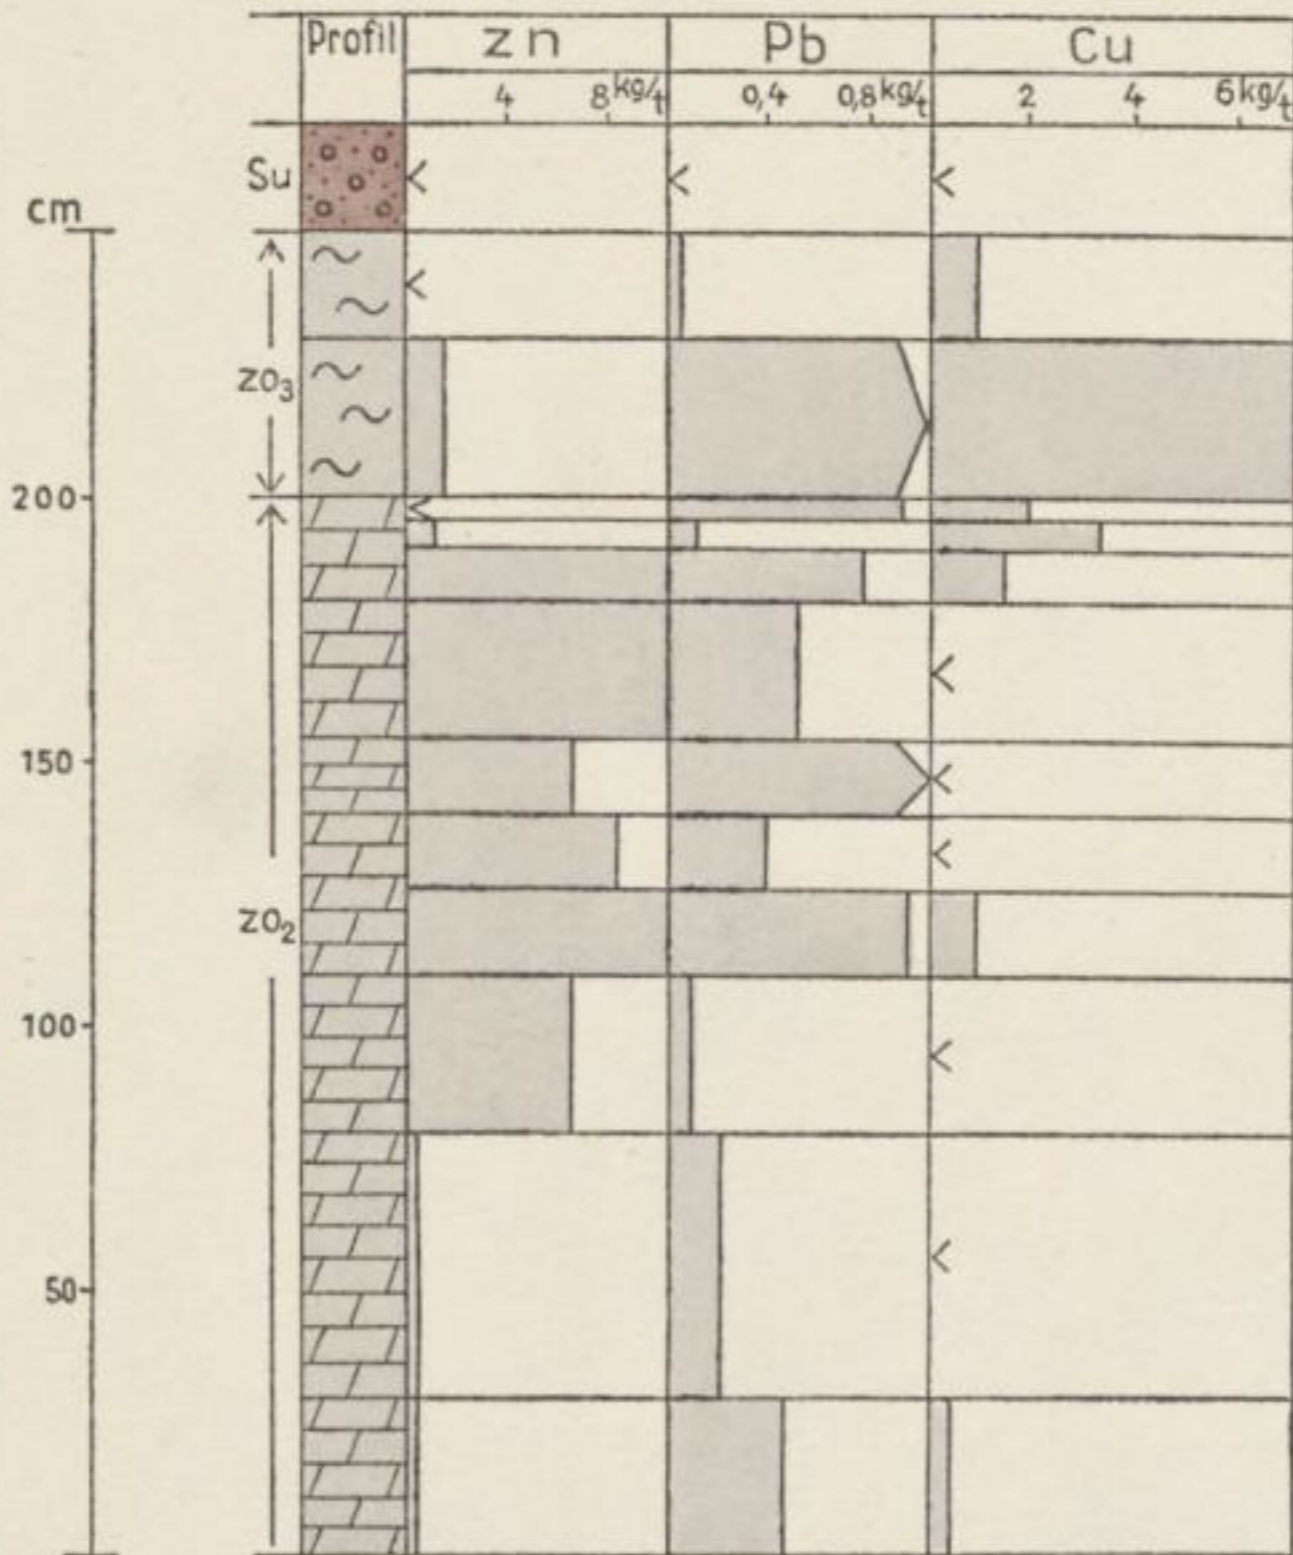 Profil zn Pb Cu
4 8 kg/t 0,4 0,8 kg/t 2 4 6 kg/t
Su < < <
cm
<
zo₃
200
<
<
150
<
<
zo₂
100
<
<
50